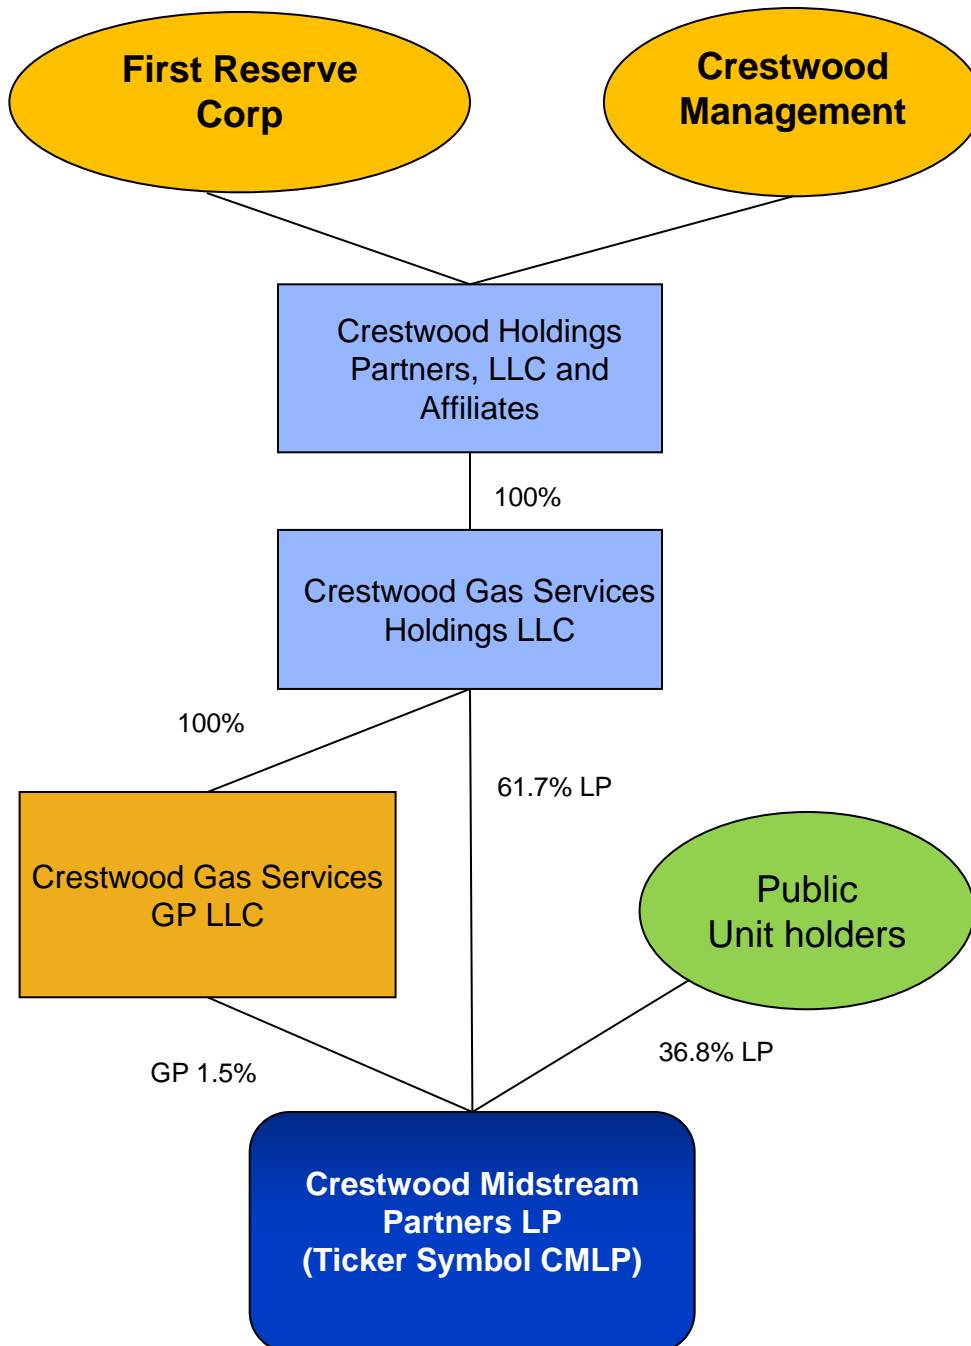 First Reserve
Corp
Crestwood
Management
Crestwood Holdings
Partners, LLC and
Affiliates
100%
Crestwood Gas Services
Holdings LLC
100%
61.7% LP
Crestwood Gas Services
GP LLC
Public
Unit holders
36.8% LP
GP 1.5%
Crestwood Midstream
Partners LP
(Ticker Symbol CMLP)